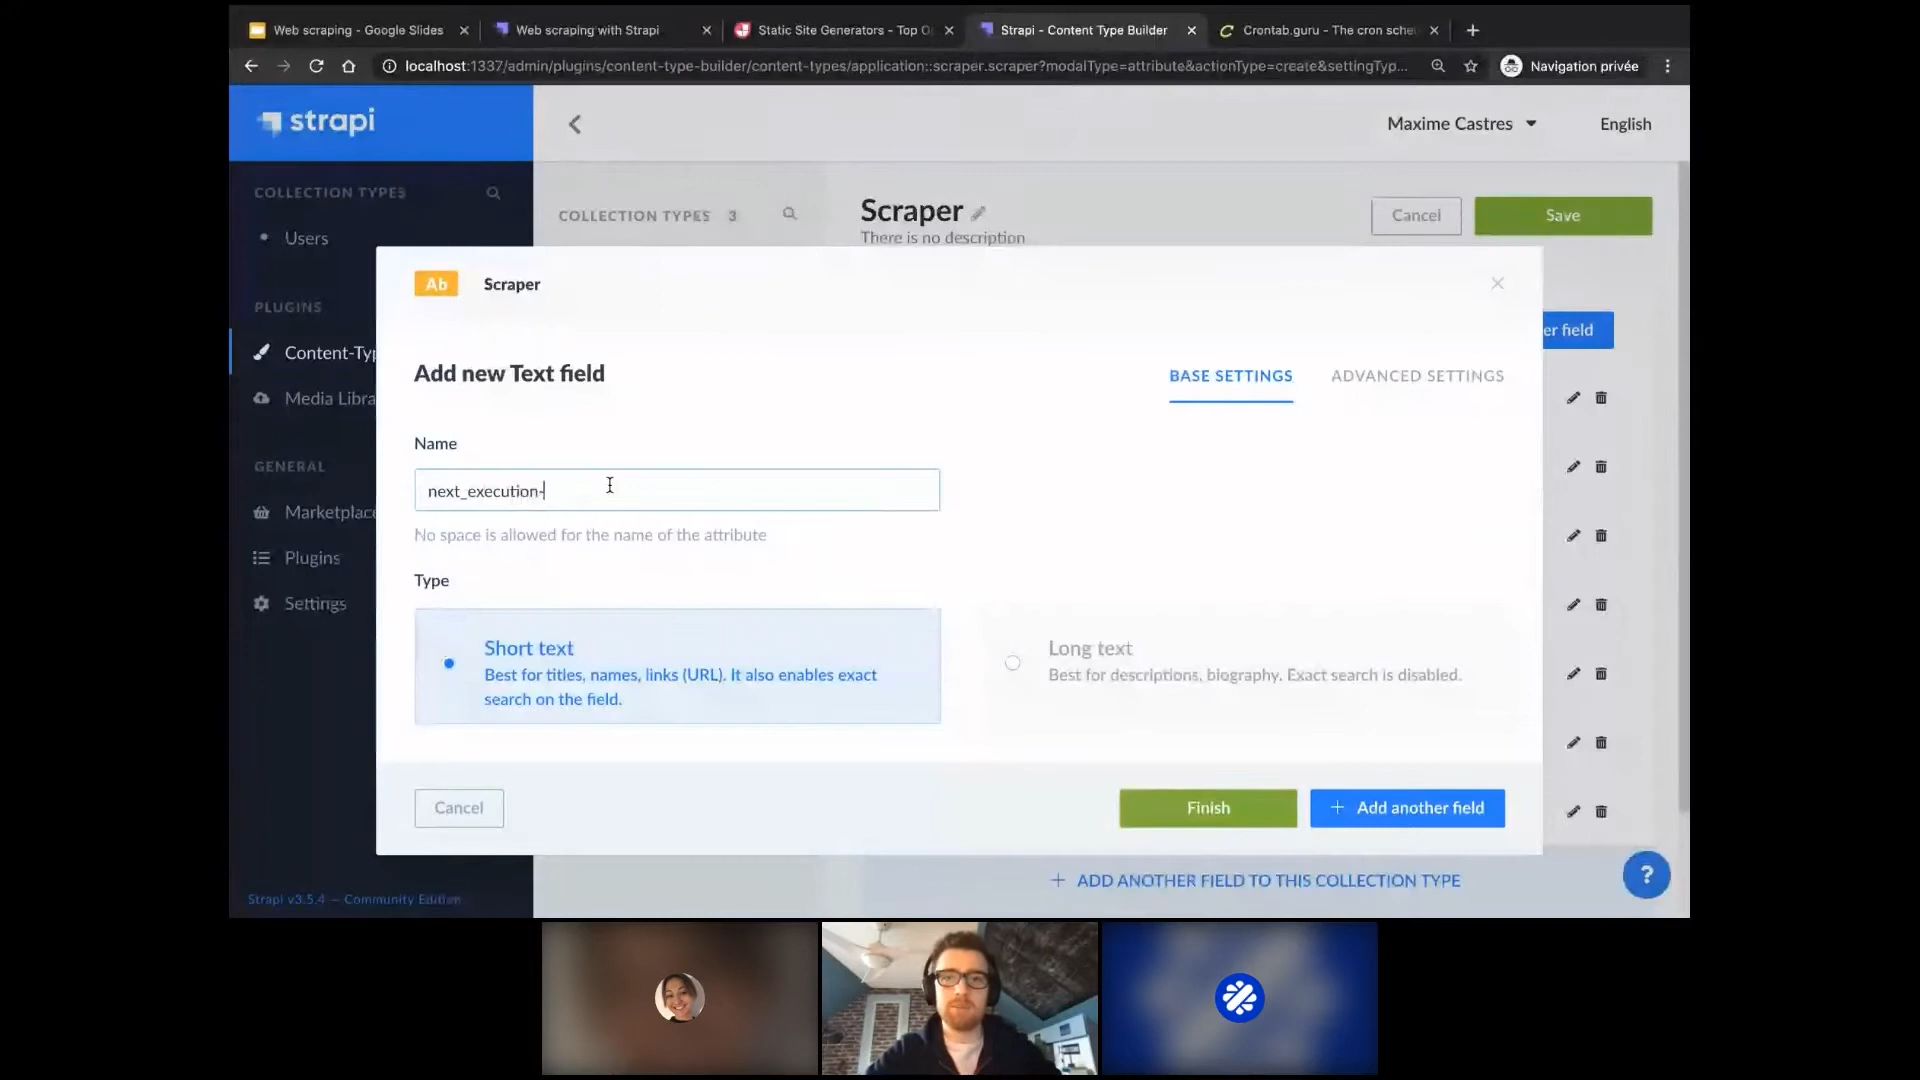 Web scraping - Google Slides
Web scraping with Strapi
Static Site Generators - Top O
Strapi - Content Type Builder
Crontab.guru - The cron sche
localhost:1337/admin/plugins/content-type-builder/content-types/application::scraper.scraper?modalType=attribute&actionType=create&settingTyp...
Navigation privée
strapi
Maxime Castres
English
COLLECTION TYPES
Users
PLUGINS
Content-Typ
Media Libra
GENERAL
Marketplace
Plugins
Settings
Strapi v3.5.4 — Community Edition
COLLECTION TYPES 3
Scraper
There is no description
Cancel
Save
er field
Ab
Scraper
Add new Text field
BASE SETTINGS
ADVANCED SETTINGS
Name
next_execution-
No space is allowed for the name of the attribute
Type
Short text
Best for titles, names, links (URL). It also enables exact
search on the field.
Long text
Best for descriptions, biography. Exact search is disabled.
Cancel
Finish
+ Add another field
+ ADD ANOTHER FIELD TO THIS COLLECTION TYPE
?